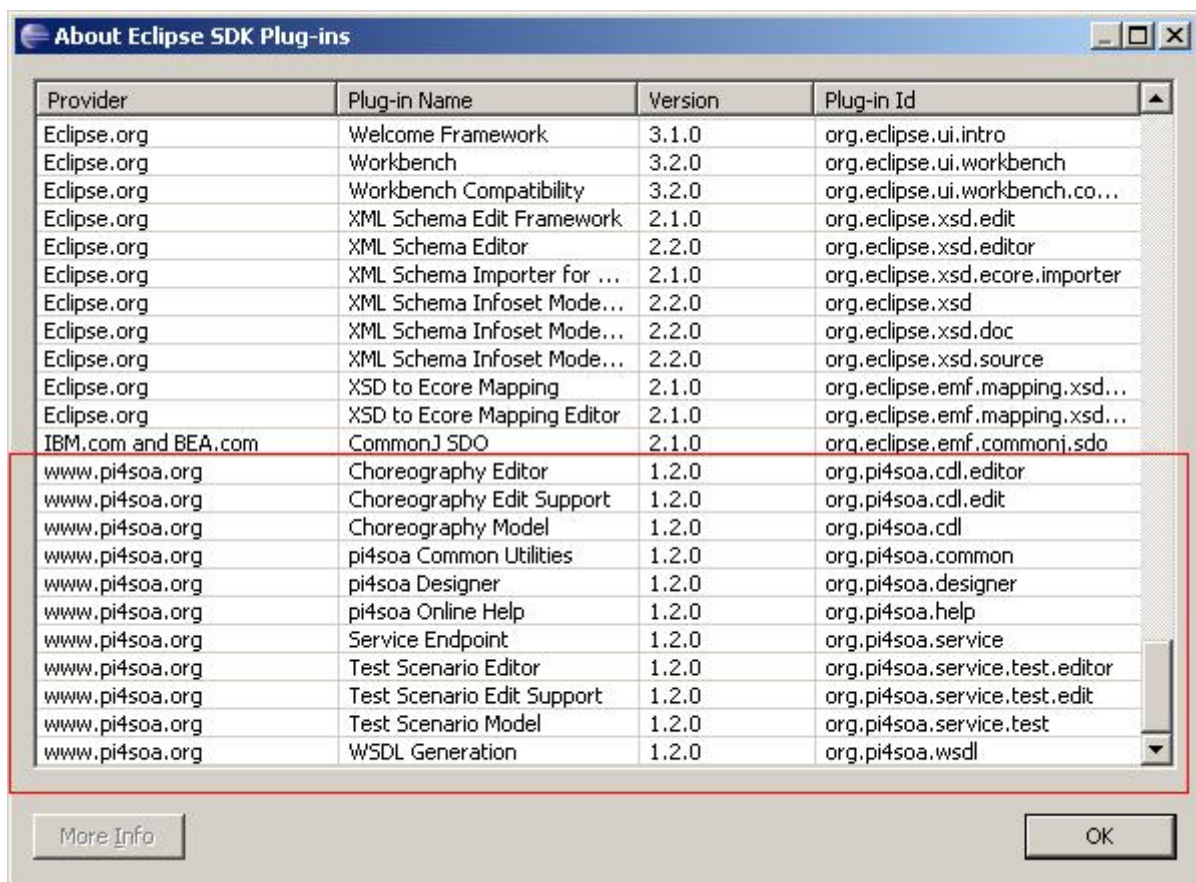 About Eclipse SDK Plug-ins
Provider Plug-in Name Version Plug-in Id
Eclipse.org Welcome Framework 3.1.0 org.eclipse.ui.intro
Eclipse.org Workbench 3.2.0 org.eclipse.ui.workbench
Eclipse.org Workbench Compatibility 3.2.0 org.eclipse.ui.workbench.co...
Eclipse.org XML Schema Edit Framework 2.1.0 org.eclipse.xsd.edit
Eclipse.org XML Schema Editor 2.2.0 org.eclipse.xsd.editor
Eclipse.org XML Schema Importer for ... 2.1.0 org.eclipse.xsd.ecore.importer
Eclipse.org XML Schema Infoset Mode... 2.2.0 org.eclipse.xsd
Eclipse.org XML Schema Infoset Mode... 2.2.0 org.eclipse.xsd.doc
Eclipse.org XML Schema Infoset Mode... 2.2.0 org.eclipse.xsd.source
Eclipse.org XSD to Ecore Mapping 2.1.0 org.eclipse.emf.mapping.xsd...
Eclipse.org XSD to Ecore Mapping Editor 2.1.0 org.eclipse.emf.mapping.xsd...
IBM.com and BEA.com CommonJ SDO 2.1.0 org.eclipse.emf.commonj.sdo
www.pi4soa.org Choreography Editor 1.2.0 org.pi4soa.cdl.editor
www.pi4soa.org Choreography Edit Support 1.2.0 org.pi4soa.cdl.edit
www.pi4soa.org Choreography Model 1.2.0 org.pi4soa.cdl
www.pi4soa.org pi4soa Common Utilities 1.2.0 org.pi4soa.common
www.pi4soa.org pi4soa Designer 1.2.0 org.pi4soa.designer
www.pi4soa.org pi4soa Online Help 1.2.0 org.pi4soa.help
www.pi4soa.org Service Endpoint 1.2.0 org.pi4soa.service
www.pi4soa.org Test Scenario Editor 1.2.0 org.pi4soa.service.test.editor
www.pi4soa.org Test Scenario Edit Support 1.2.0 org.pi4soa.service.test.edit
www.pi4soa.org Test Scenario Model 1.2.0 org.pi4soa.service.test
www.pi4soa.org WSDL Generation 1.2.0 org.pi4soa.wsdl
More Info OK